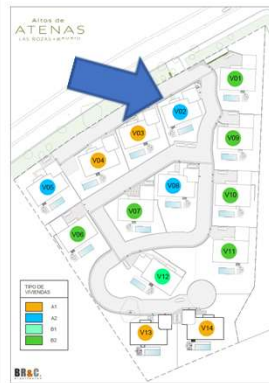 Altos de
ATENAS
LAS ROZAS • MADRID
V01
V02
V03
V09
V04
V05
V08
V10
V07
V06
V11
V12
V13
V14
TIPO DE
VIVIENDAS
A1
A2
B1
B2
BR&C.